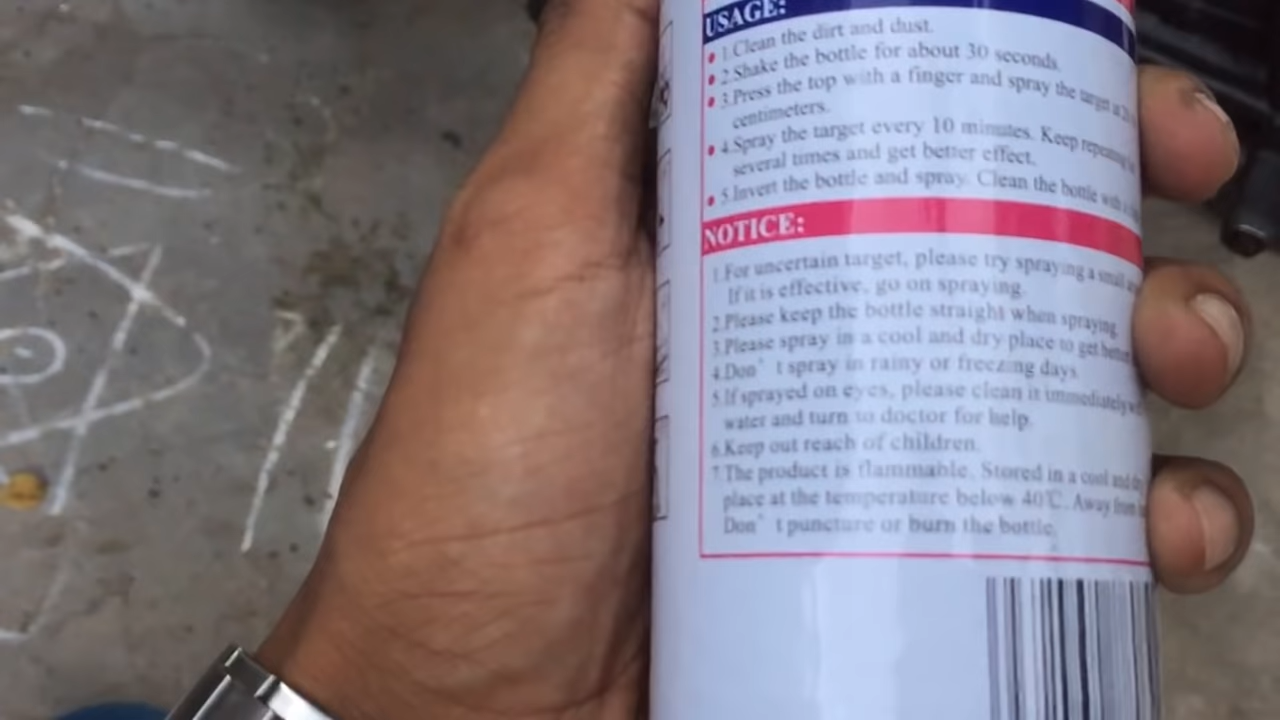 USAGE:
1.Clean the dirt and dust.
2.Shake the bottle for about 30 seconds.
3.Press the top with a finger and spray the target at
centimeters.
4.Spray the target every 10 minutes. Keep repeating
several times and get better effect.
5.Invert the bottle and spray. Clean the bottle with
NOTICE:
1.For uncertain target, please try spraying a small
If it is effective, go on spraying.
2.Please keep the bottle straight when spraying.
3.Please spray in a cool and dry place to get better
4.Don't spray in rainy or freezing days.
5.If sprayed on eyes, please clean it immediately
water and turn to doctor for help.
6.Keep out reach of children.
7.The product is flammable. Stored in a cool and dry
place at the temperature below 40℃. Away from
Don't puncture or burn the bottle.